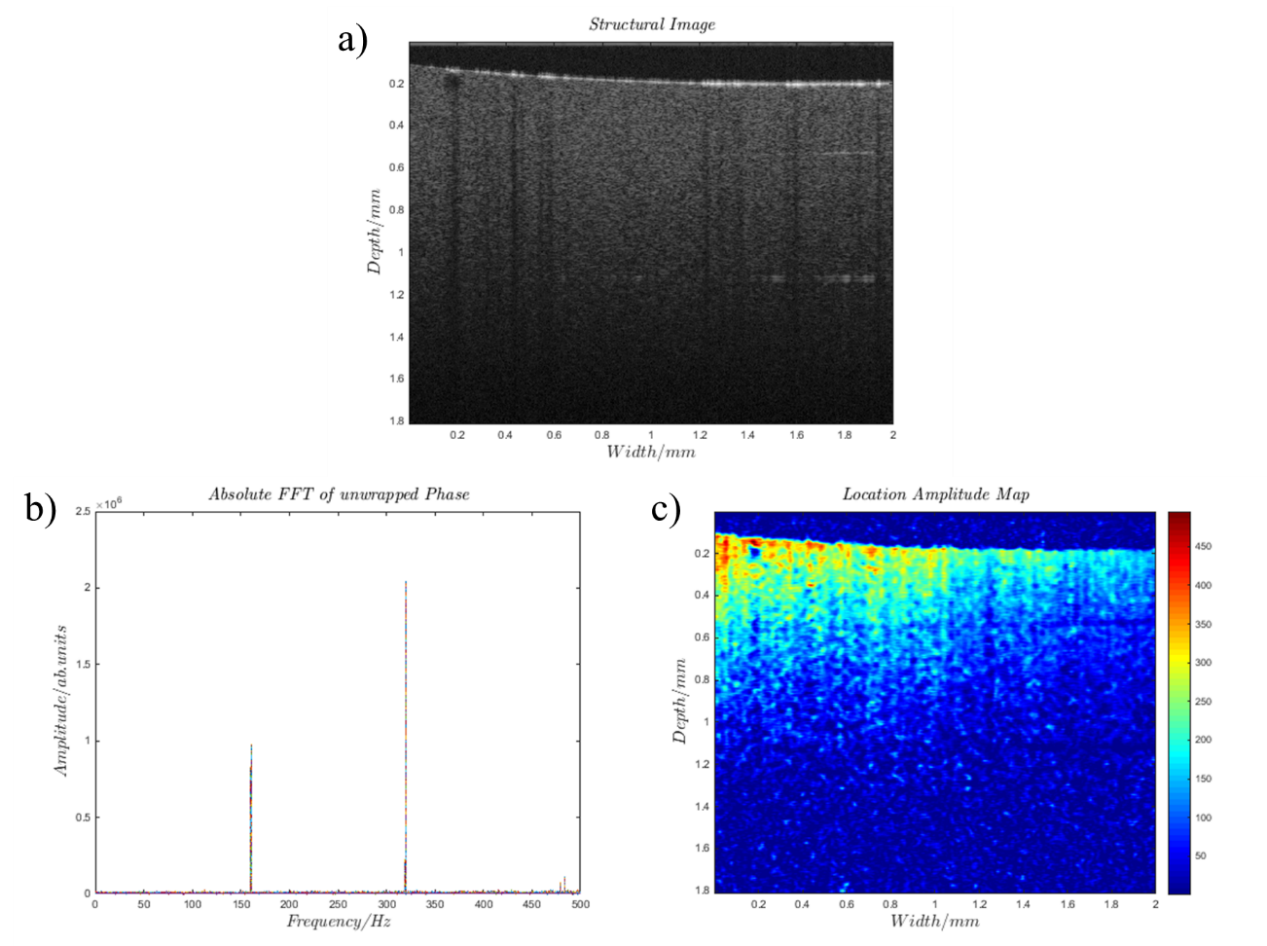 a)
Structural Image
0.2
0.4
0.6
0.8
1
1.2
1.4
1.6
1.8
Depth/mm
0.2 0.4 0.6 0.8 1 1.2 1.4 1.6 1.8 2
Width/mm
b)
Absolute FFT of unwrapped Phase
×10⁶
2.5
2
1.5
1
0.5
0
Amplitude/ab.units
0 50 100 150 200 250 300 350 400 450 500
Frequency/Hz
c)
Location Amplitude Map
0.2
0.4
0.6
0.8
1
1.2
1.4
1.6
1.8
Depth/mm
0.2 0.4 0.6 0.8 1 1.2 1.4 1.6 1.8 2
Width/mm
450
400
350
300
250
200
150
100
50